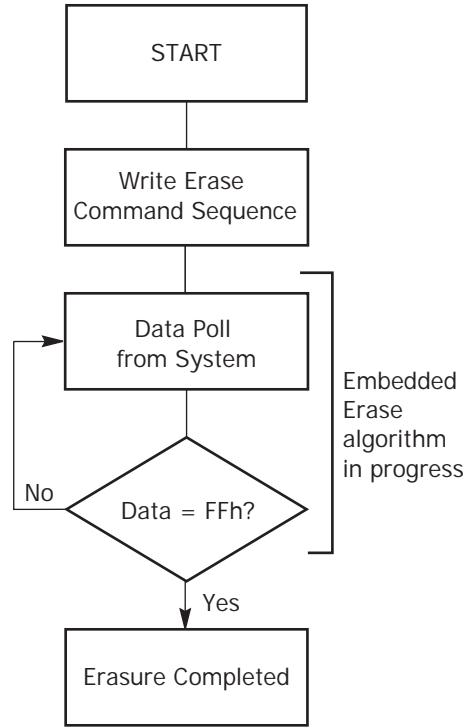 START
Write Erase
Command Sequence
Data Poll
from System
Embedded
Erase
algorithm
in progress
No
Data = FFh?
Yes
Erasure Completed